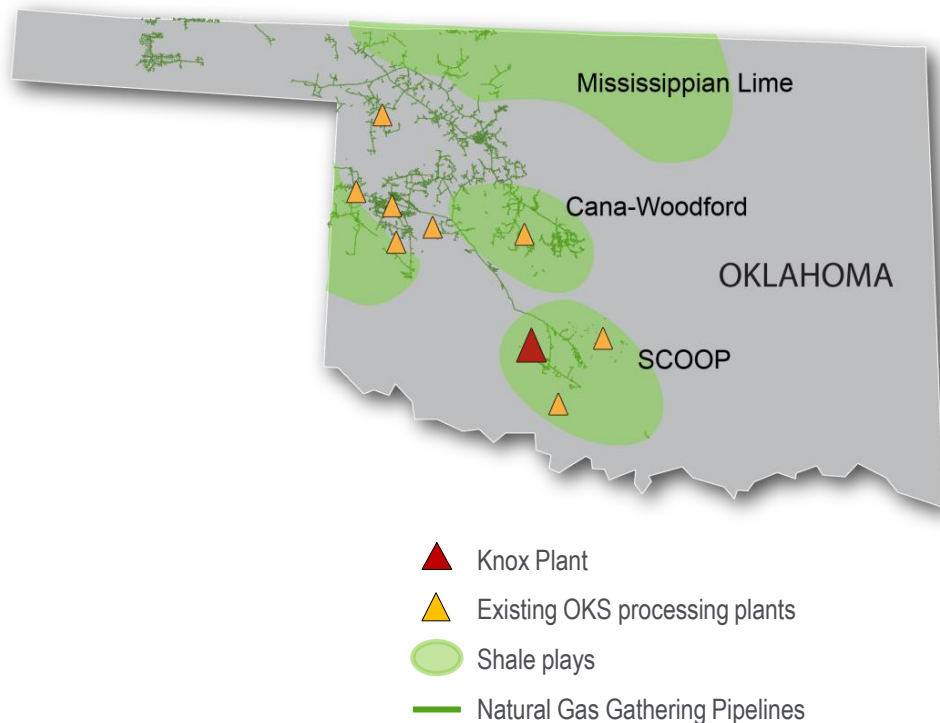 Mississippian Lime
Cana-Woodford
OKLAHOMA
SCOOP
Knox Plant
Existing OKS processing plants
Shale plays
Natural Gas Gathering Pipelines